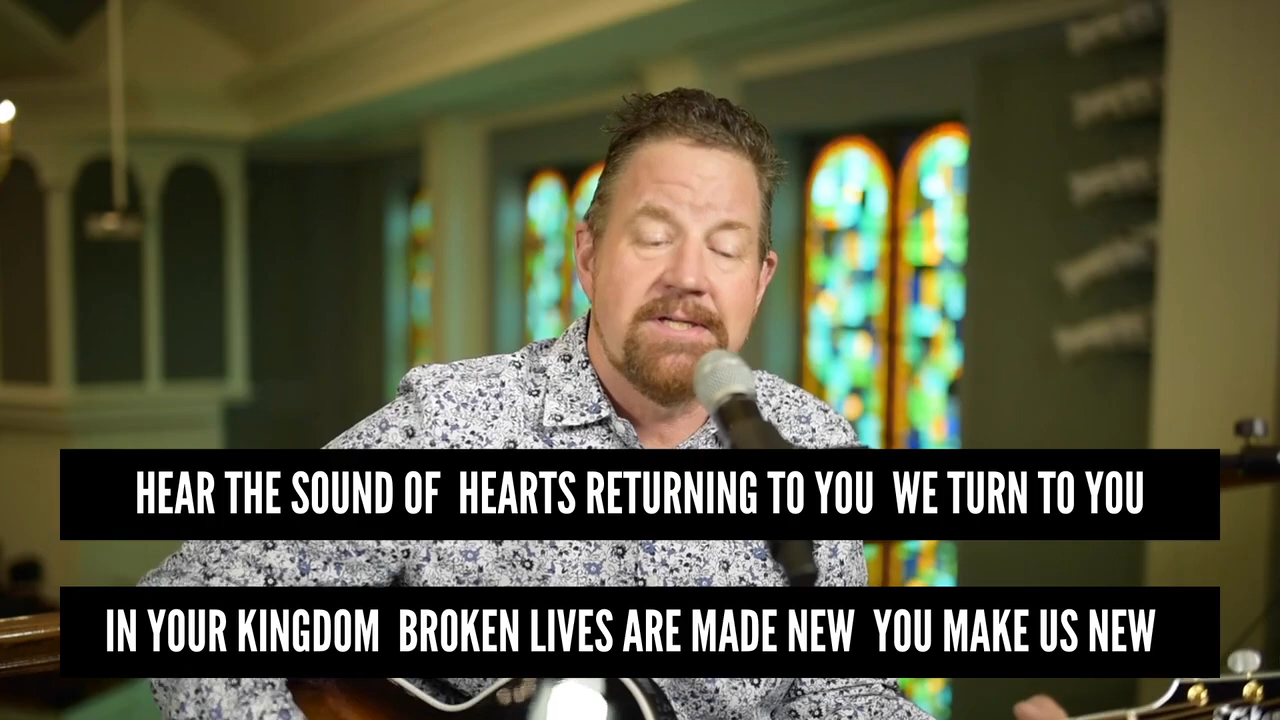 HEAR THE SOUND OF HEARTS RETURNING TO YOU WE TURN TO YOU
IN YOUR KINGDOM BROKEN LIVES ARE MADE NEW YOU MAKE US NEW